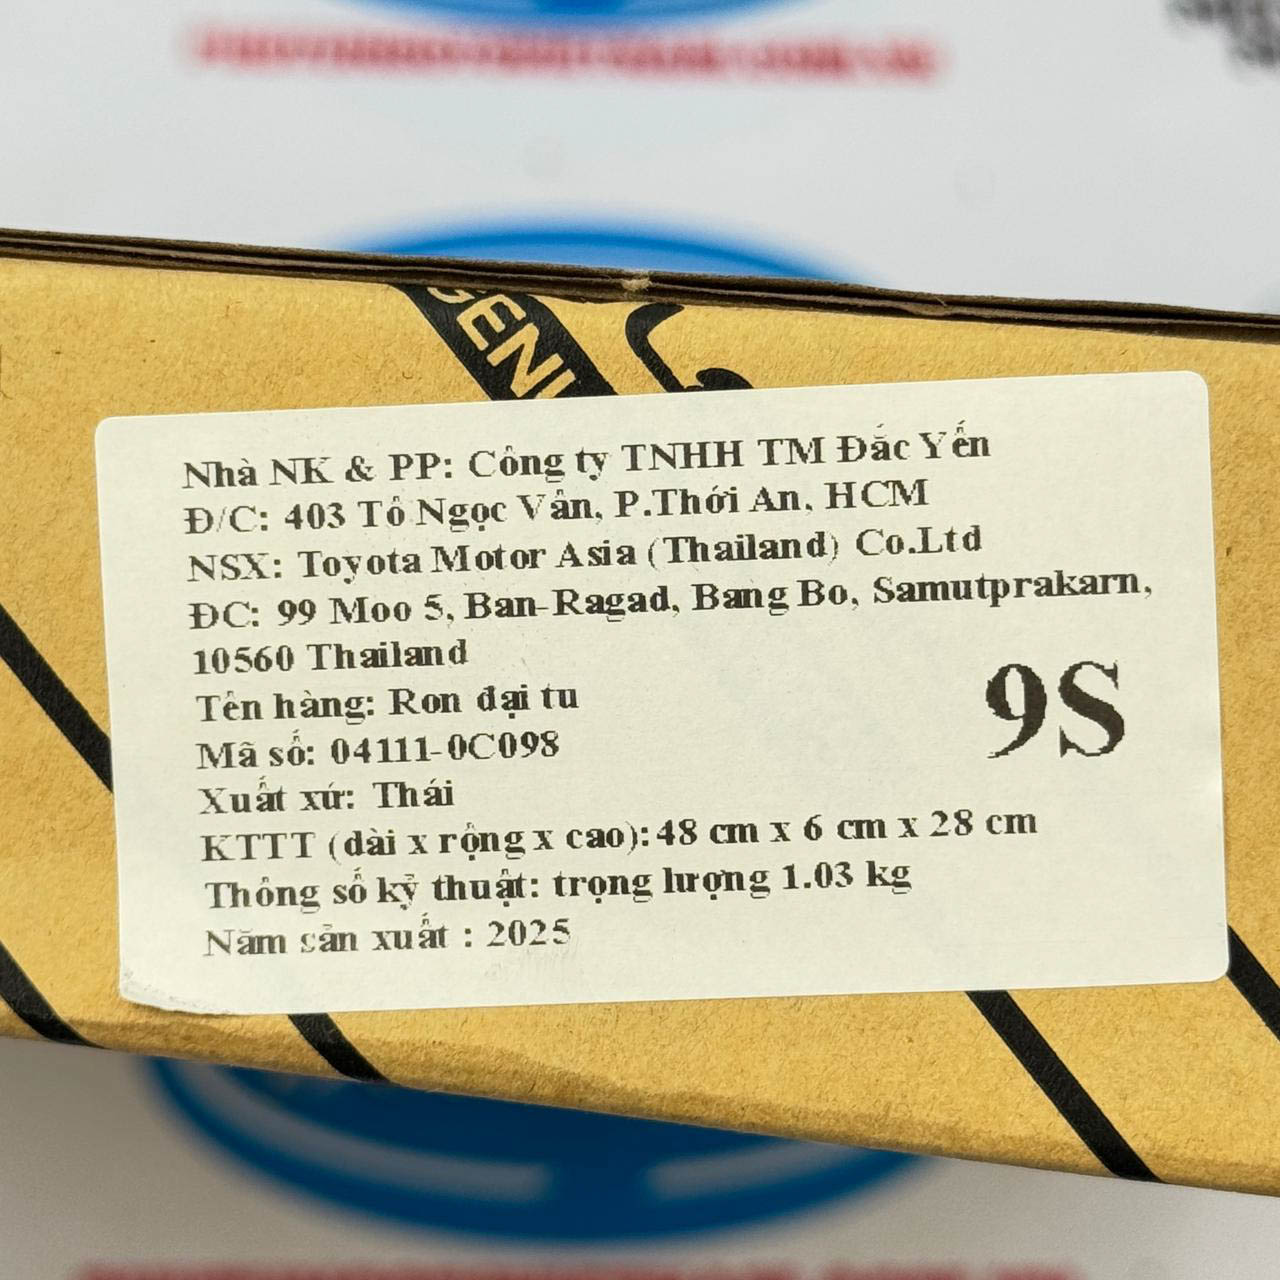 GENU
Nhà NK & PP: Công ty TNHH TM Đắc Yến
Đ/C: 403 Tô Ngọc Vân, P.Thới An, HCM
NSX: Toyota Motor Asia (Thailand) Co.Ltd
ĐC: 99 Moo 5, Ban-Ragad, Bang Bo, Samutprakarn,
10560 Thailand
Tên hàng: Ron đại tu
Mã số: 04111-0C098
Xuất xứ: Thái
9S
KTTT (dài x rộng x cao): 48 cm x 6 cm x 28 cm
Thông số kỹ thuật: trọng lượng 1.03 kg
Năm sản xuất : 2025